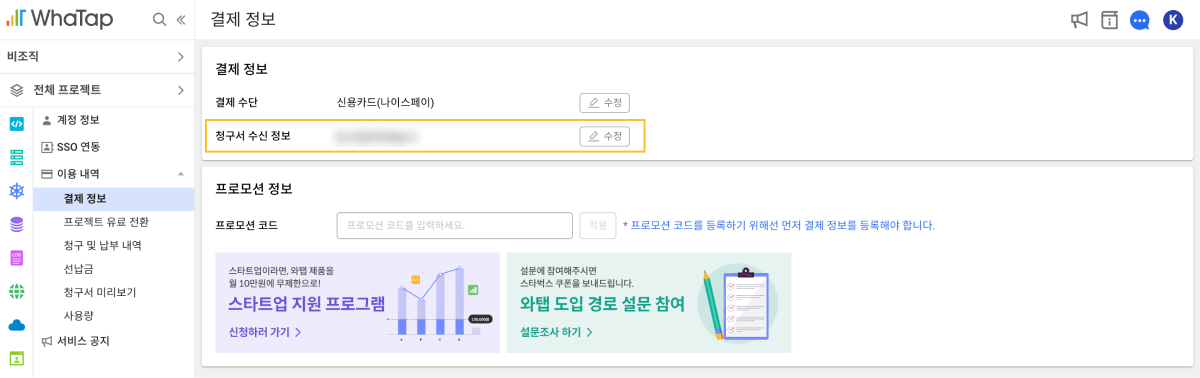 WhaTap
결제 정보
K
비조직
전체 프로젝트
계정 정보
SSO 연동
이용 내역
결제 정보
프로젝트 유료 전환
청구 및 납부 내역
선납금
청구서 미리보기
사용량
서비스 공지
결제 정보
결제 수단 신용카드(나이스페이) 수정
청구서 수신 정보 수정
프로모션 정보
프로모션 코드 프로모션 코드를 입력하세요. 적용 * 프로모션 코드를 등록하기 위해선 먼저 결제 정보를 등록해야 합니다.
스타트업이라면, 와탭 제품을
월 10만원에 무제한으로!
스타트업 지원 프로그램
신청하러 가기
A B C D
설문에 참여해주시면
스타벅스 쿠폰을 보내드립니다.
와탭 도입 경로 설문 참여
설문조사 하기